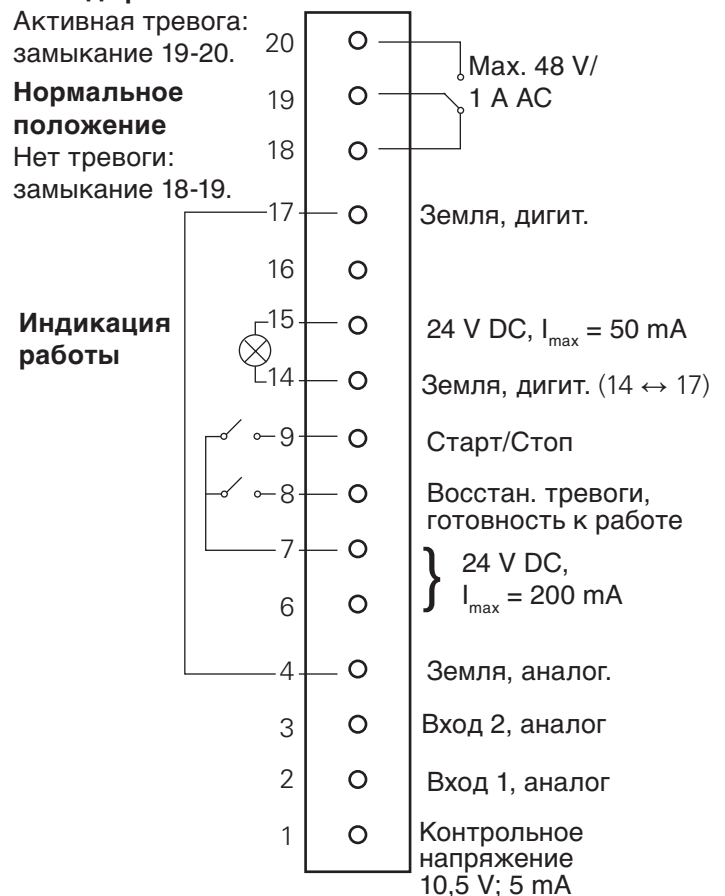 Активная тревога:
замыкание 19-20.
Нормальное
положение
Нет тревоги:
замыкание 18-19.
Индикация
работы
20
19
18
17
16
15
14
9
8
7
6
4
3
2
1
Max. 48 V/
1 A AC
Земля, дигит.
24 V DC, Imax = 50 mA
Земля, дигит. (14 ↔ 17)
Старт/Стоп
Восстан. тревоги,
готовность к работе
24 V DC,
Imax = 200 mA
Земля, аналог.
Вход 2, аналог
Вход 1, аналог
Контрольное
напряжение
10,5 V; 5 mA